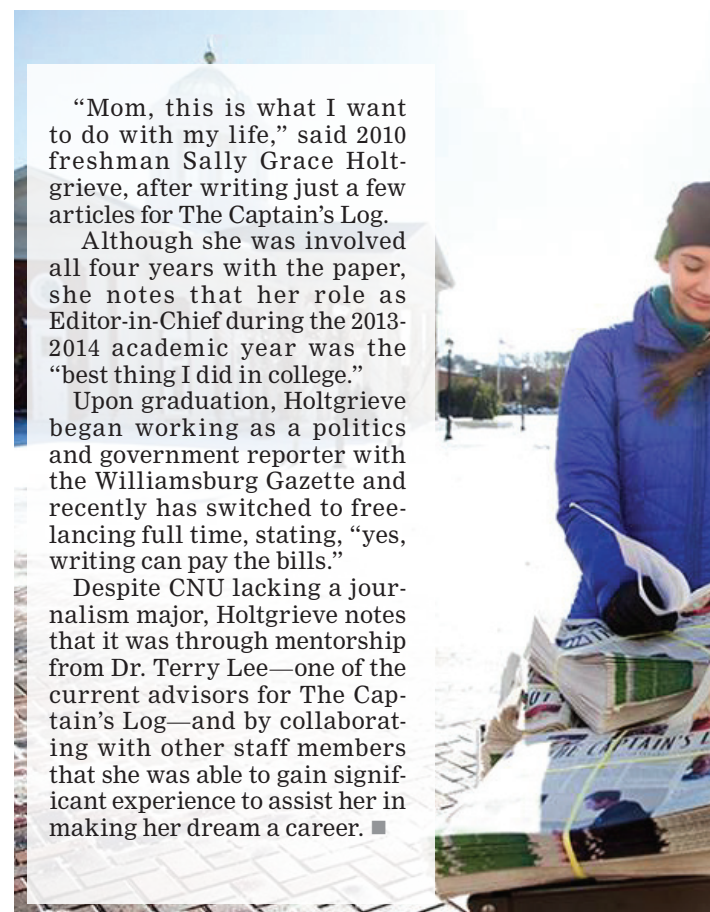 “Mom, this is what I want
to do with my life,” said 2010
freshman Sally Grace Holt-
grieve, after writing just a few
articles for The Captain’s Log.
Although she was involved
all four years with the paper,
she notes that her role as
Editor-in-Chief during the 2013-
2014 academic year was the
“best thing I did in college.”
Upon graduation, Holtgrieve
began working as a politics
and government reporter with
the Williamsburg Gazette and
recently has switched to free-
lancing full time, stating, “yes,
writing can pay the bills.”
Despite CNU lacking a jour-
nalism major, Holtgrieve notes
that it was through mentorship
from Dr. Terry Lee—one of the
current advisors for The Cap-
tain’s Log—and by collaborat-
ing with other staff members
that she was able to gain signif-
icant experience to assist her in
making her dream a career. ■
THE CAPTAIN'S L